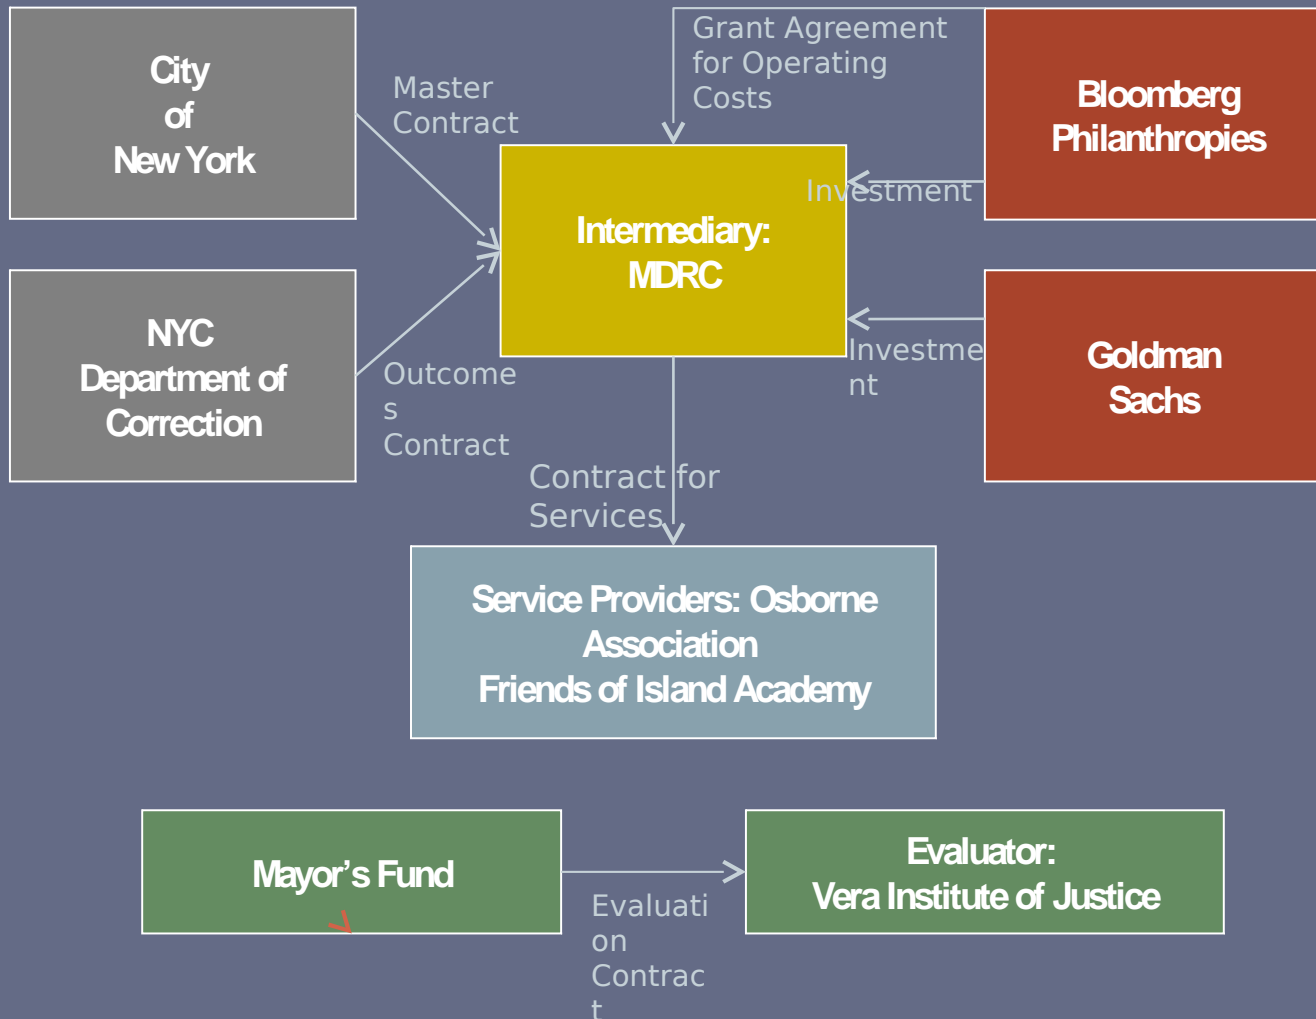 City
of
New York
Master
Contract
Grant Agreement
for Operating
Costs
Bloomberg
Philanthropies
Investment
Intermediary:
MDRC
NYC
Department of
Correction
Outcome
s
Contract
Investme
nt
Goldman
Sachs
Contract for
Services
Service Providers: Osborne
Association
Friends of Island Academy
Mayor’s Fund
Evaluati
on
Contrac
t
Evaluator:
Vera Institute of Justice